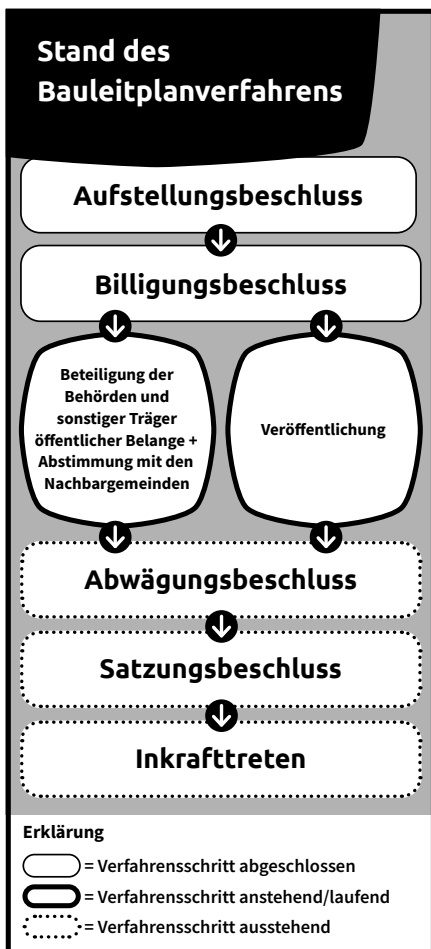 Stand des
Bauleitplanverfahrens
Aufstellungsbeschluss
Billigungsbeschluss
Beteiligung der
Behörden und
sonstiger Träger
öffentlicher Belange +
Abstimmung mit den
Nachbargemeinden
Veröffentlichung
Abwägungsbeschluss
Satzungsbeschluss
Inkrafttreten
Erklärung
= Verfahrensschritt abgeschlossen
= Verfahrensschritt anstehend/laufend
= Verfahrensschritt ausstehend